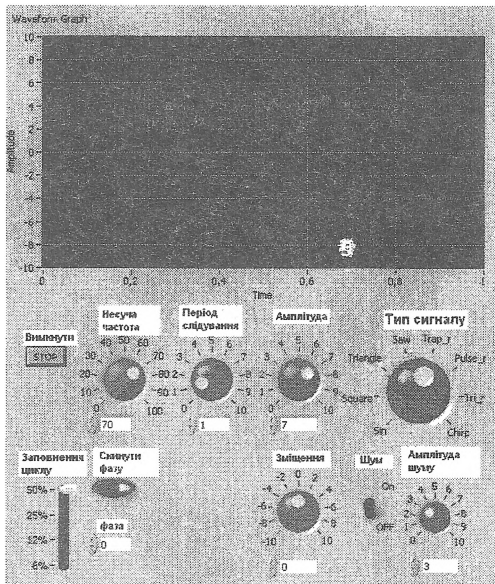 Waveform Graph
Amplitude
10
8
6
4
2
0
-2
-4
-6
-8
-10
0 0,2 0,4 0,6 0,8 1
Time
Вимкнути
STOP
Несуча
частота
0 10 20 30 40 50 60 70 80 90 100
70
Період
слідування
0 1 2 3 4 5 6 7 8 9 10
1
Амплітуда
0 1 2 3 4 5 6 7 8 9 10
7
Тип сигналу
Sin
Square
Triangle
Saw
Trap_r
Pulse_r
Tri_r
Chirp
Заповнення
циклу
50%
25%
12%
6%
Скинути
фазу
фаза
0
Зміщення
-10 -8 -6 -4 -2 0 2 4 6 8 10
0
Шум
On
OFF
Амплітуда
шуму
0 1 2 3 4 5 6 7 8 9 10
3